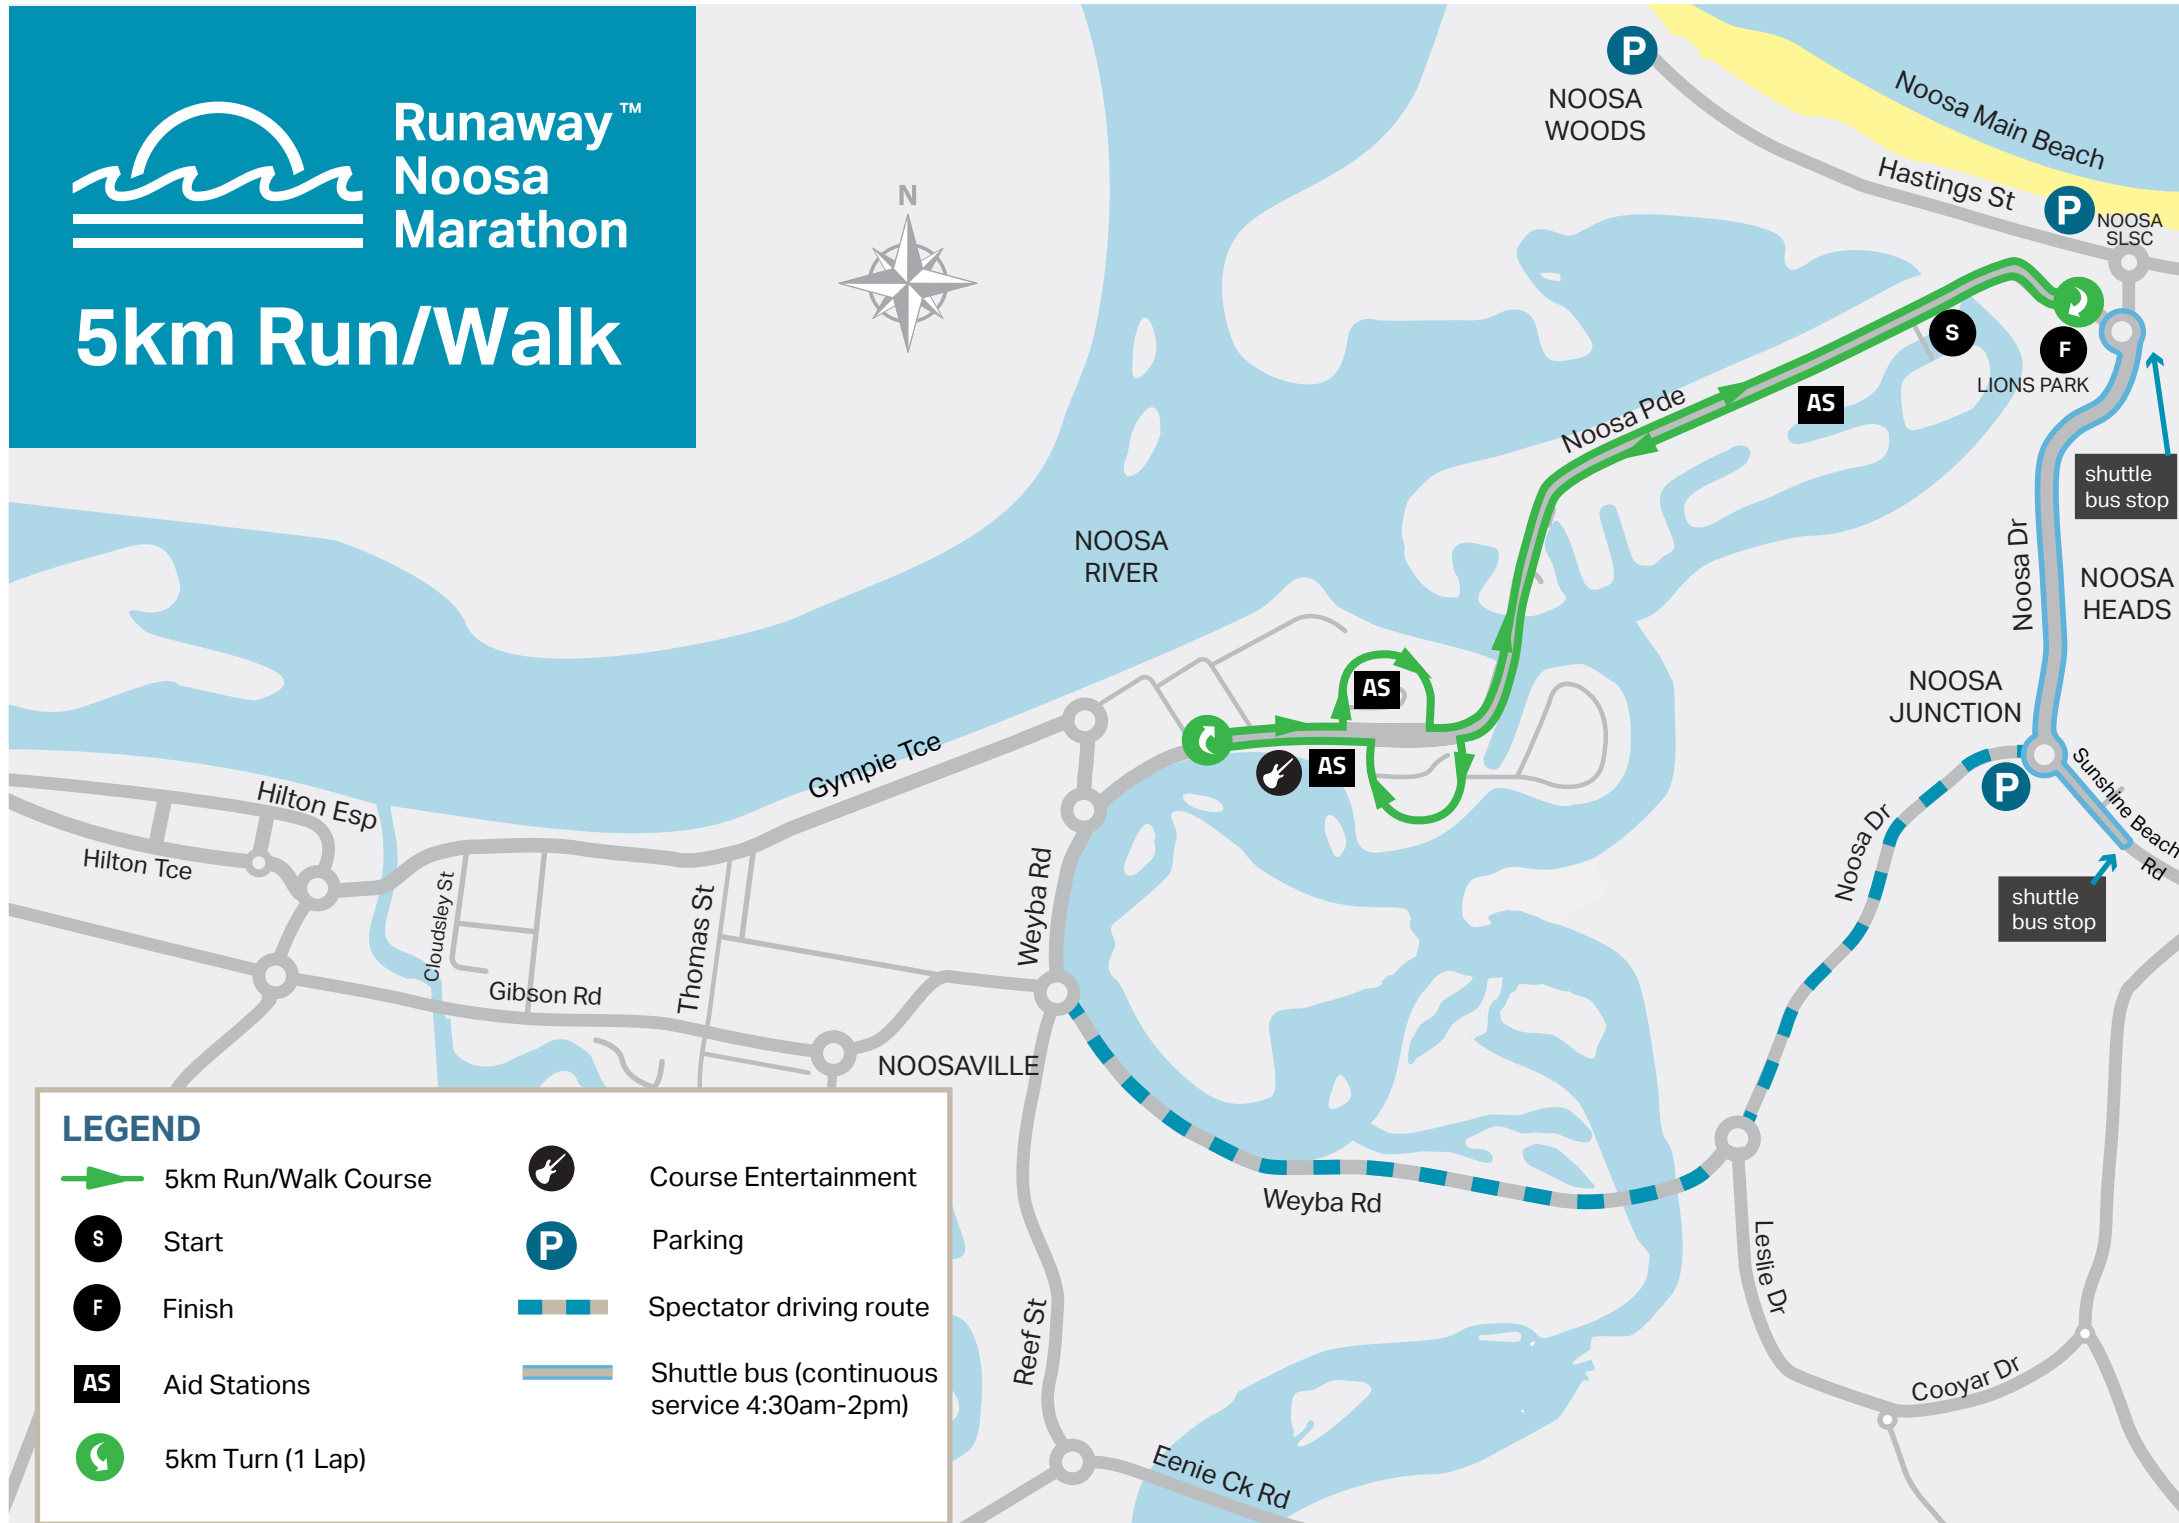 Runaway™
Noosa
Marathon
5km Run/Walk
N
P
NOOSA
WOODS
Noosa Main Beach
Hastings St
P
NOOSA
SLSC
S
F
LIONS PARK
AS
Noosa Pde
shuttle
bus stop
NOOSA
RIVER
Noosa Dr
NOOSA
HEADS
AS
NOOSA
JUNCTION
AS
Gympie Tce
Sunshine Beach
Rd
P
Hilton Esp
Hilton Tce
Noosa Dr
Weyba Rd
Cloudsley St
Thomas St
shuttle
bus stop
Gibson Rd
NOOSAVILLE
Weyba Rd
Leslie Dr
Reef St
Cooyar Dr
Eenie Ck Rd
LEGEND
5km Run/Walk Course
S Start
F Finish
AS Aid Stations
5km Turn (1 Lap)
Course Entertainment
P Parking
Spectator driving route
Shuttle bus (continuous
service 4:30am-2pm)